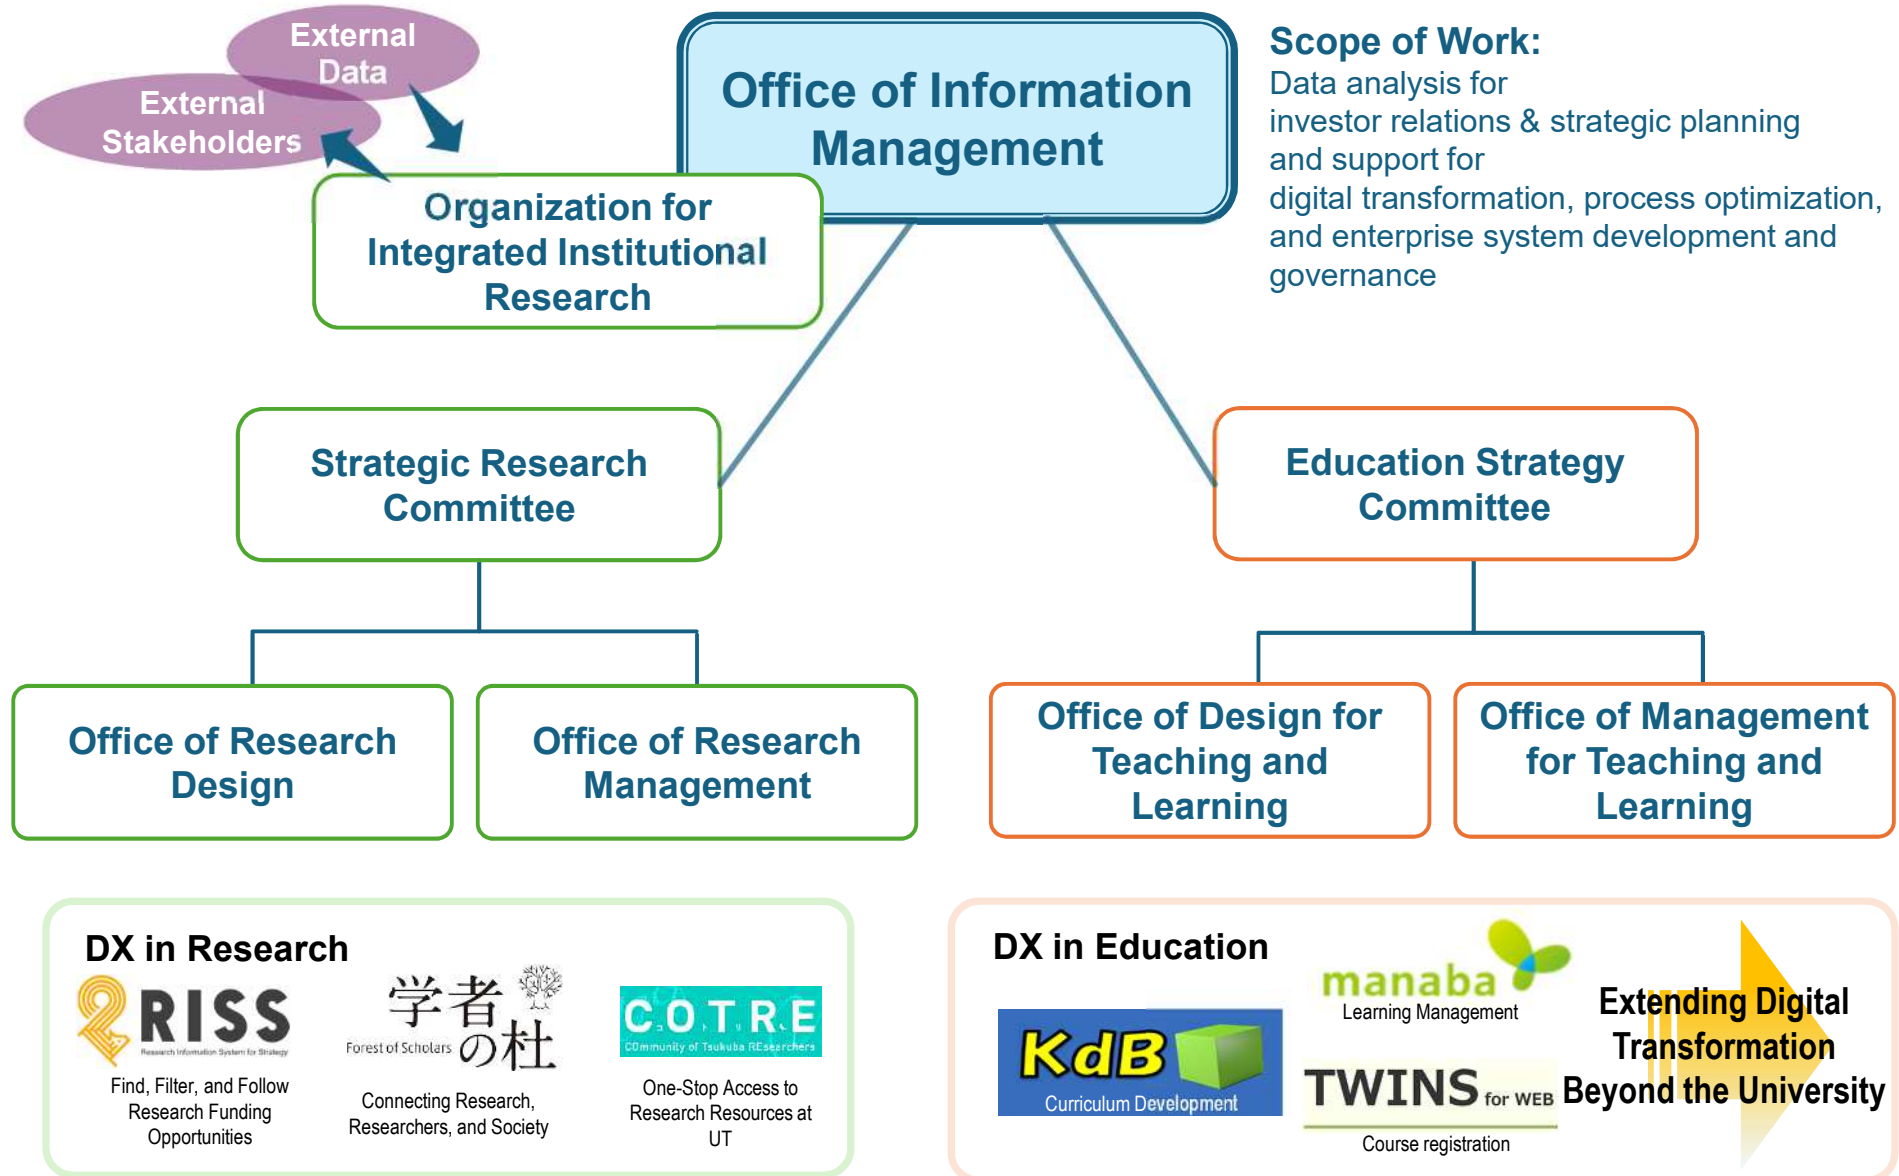 External
Data
External
Stakeholders
Office of Information
Management
Scope of Work:
Data analysis for
investor relations & strategic planning
and support for
digital transformation, process optimization,
and enterprise system development and
governance
Organization for
Integrated Institutional
Research
Strategic Research
Committee
Education Strategy
Committee
Office of Research
Design
Office of Research
Management
Office of Design for
Teaching and
Learning
Office of Management
for Teaching and
Learning
DX in Research
RISS
Research Information System for Strategy
Find, Filter, and Follow
Research Funding
Opportunities
学者
Forest of Scholars の杜
Connecting Research,
Researchers, and Society
COTRE
COmmunity of Tsukuba REsearchers
One-Stop Access to
Research Resources at
UT
DX in Education
KdB
Curriculum Development
manaba
Learning Management
TWINS for WEB
Course registration
Extending Digital
Transformation
Beyond the University